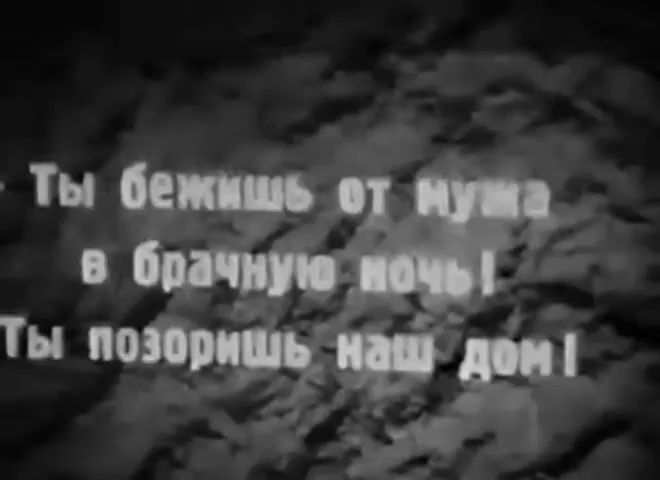 - Ты бежишь от мужа
в брачную ночь!
Ты позоришь наш дом!